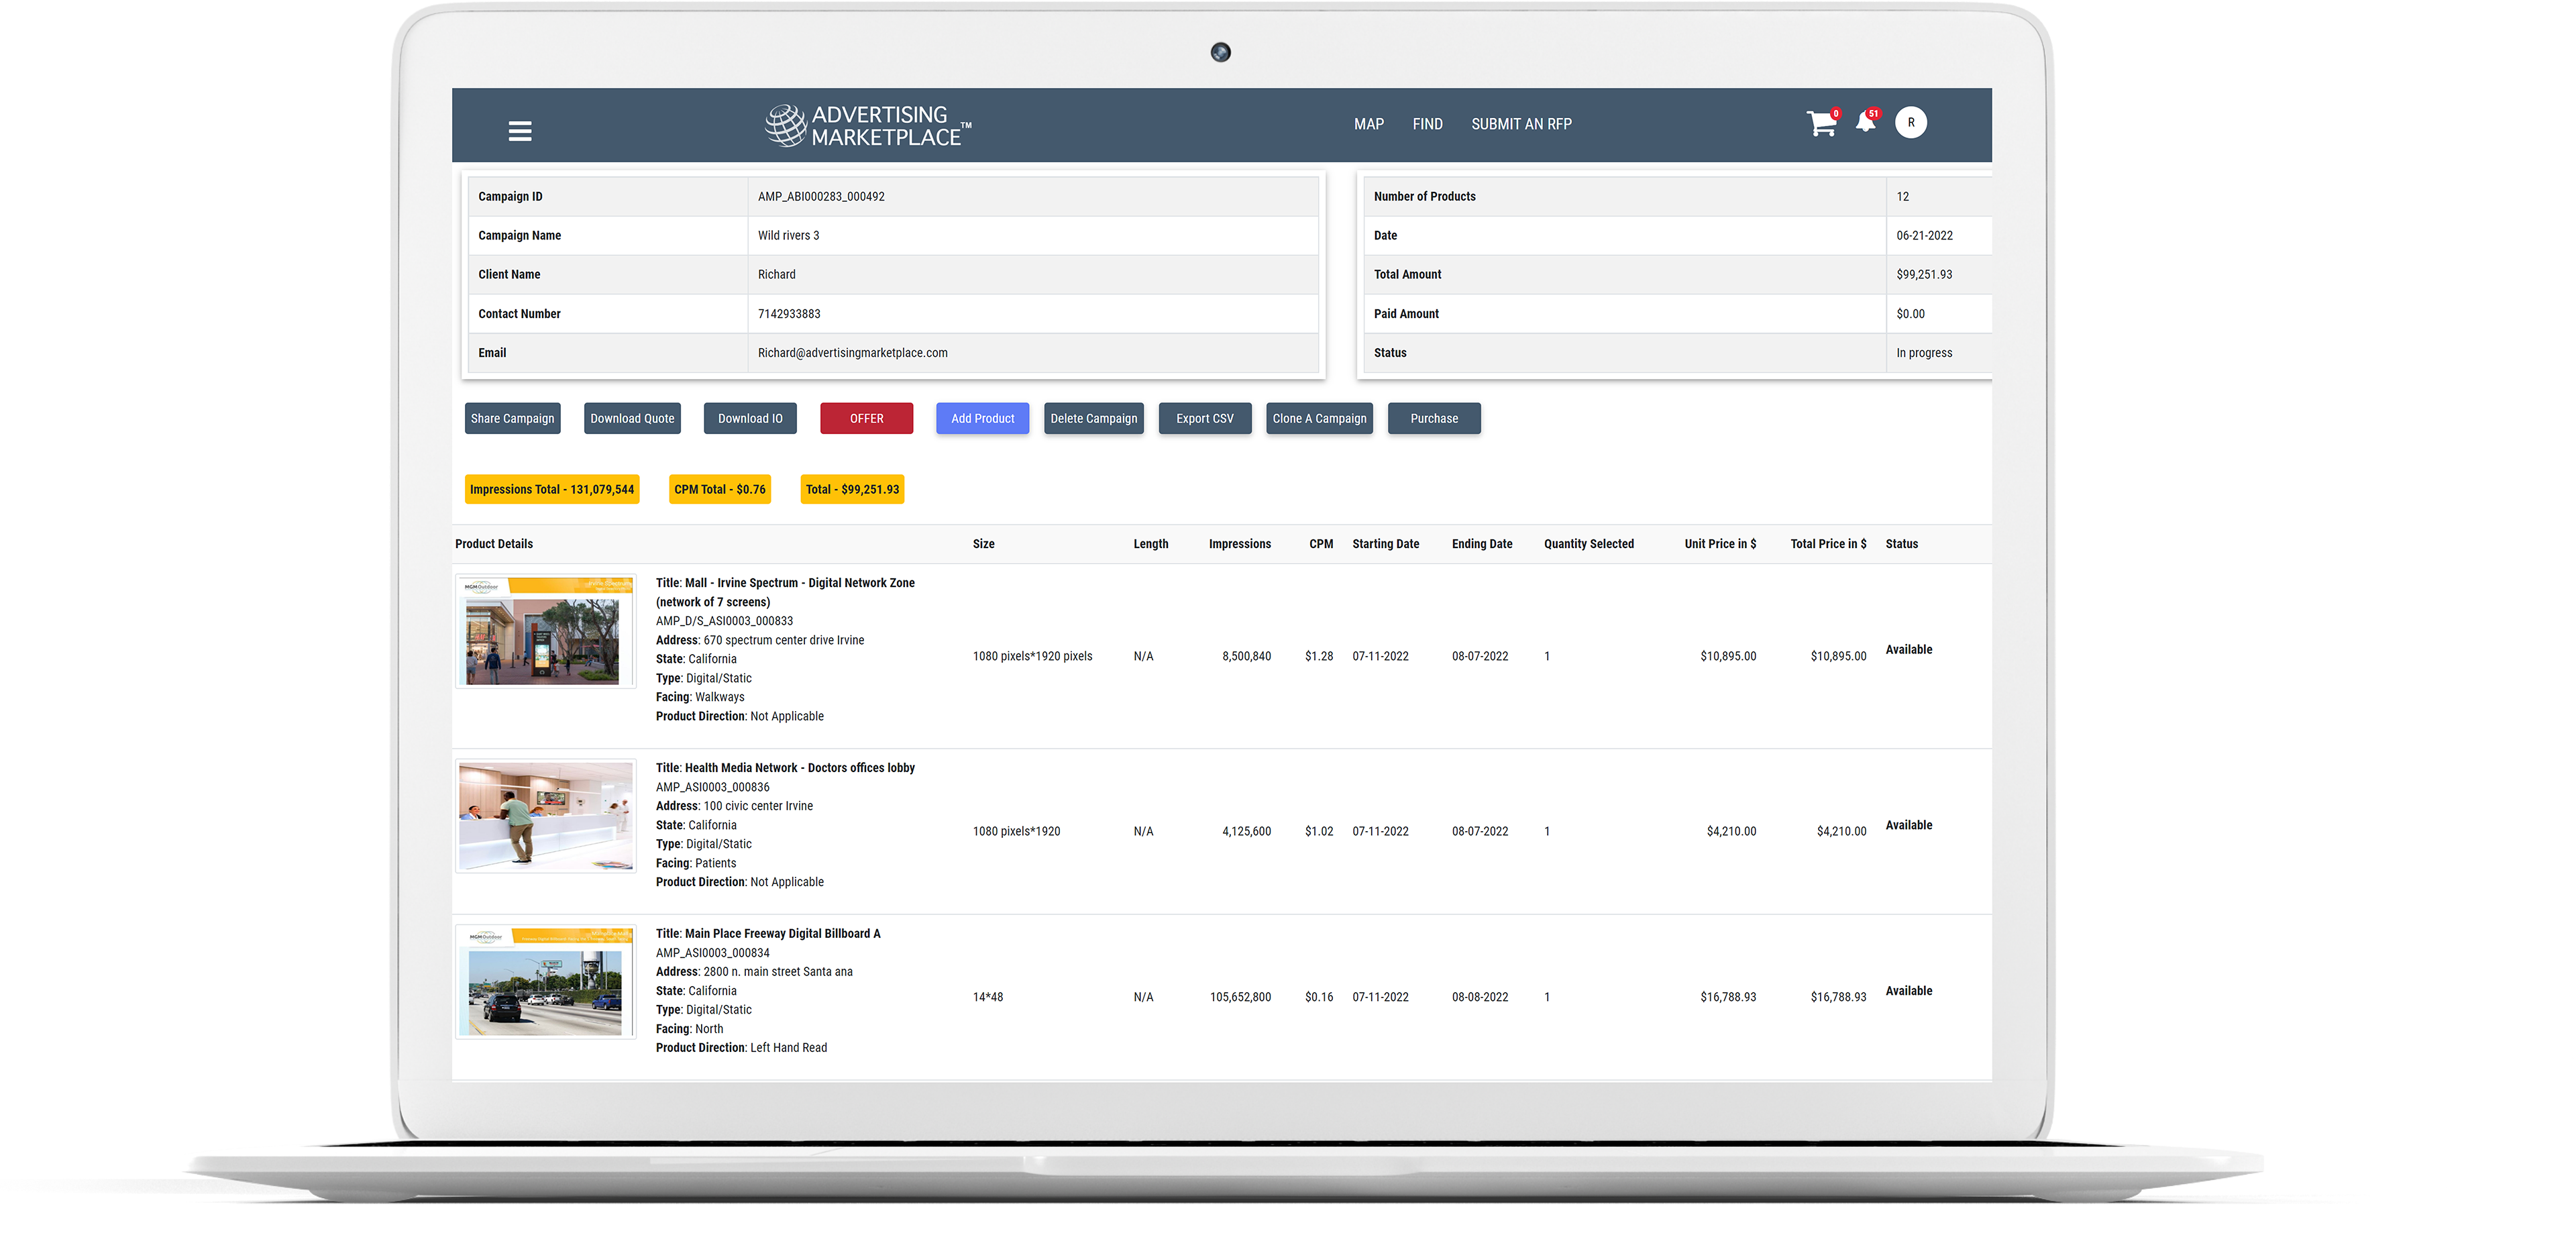 ADVERTISING
MARKETPLACE™
MAP FIND SUBMIT AN RFP
0 51 R
Campaign ID AMP_ABI000283_000492
Campaign Name Wild rivers 3
Client Name Richard
Contact Number 7142933883
Email Richard@advertisingmarketplace.com
Number of Products 12
Date 06-21-2022
Total Amount $99,251.93
Paid Amount $0.00
Status In progress
Share Campaign Download Quote Download IO OFFER Add Product Delete Campaign Export CSV Clone A Campaign Purchase
Impressions Total - 131,079,544 CPM Total - $0.76 Total - $99,251.93
Product Details Size Length Impressions CPM Starting Date Ending Date Quantity Selected Unit Price in $ Total Price in $ Status
MGM Outdoor
Title: Mall - Irvine Spectrum - Digital Network Zone
(network of 7 screens)
AMP_D/S_ASI0003_000833
Address: 670 spectrum center drive Irvine
State: California
Type: Digital/Static
Facing: Walkways
Product Direction: Not Applicable
1080 pixels*1920 pixels N/A 8,500,840 $1.28 07-11-2022 08-07-2022 1 $10,895.00 $10,895.00 Available
Title: Health Media Network - Doctors offices lobby
AMP_ASI0003_000836
Address: 100 civic center Irvine
State: California
Type: Digital/Static
Facing: Patients
Product Direction: Not Applicable
1080 pixels*1920 N/A 4,125,600 $1.02 07-11-2022 08-07-2022 1 $4,210.00 $4,210.00 Available
MGM Outdoor
Title: Main Place Freeway Digital Billboard A
AMP_ASI0003_000834
Address: 2800 n. main street Santa ana
State: California
Type: Digital/Static
Facing: North
Product Direction: Left Hand Read
14*48 N/A 105,652,800 $0.16 07-11-2022 08-08-2022 1 $16,788.93 $16,788.93 Available